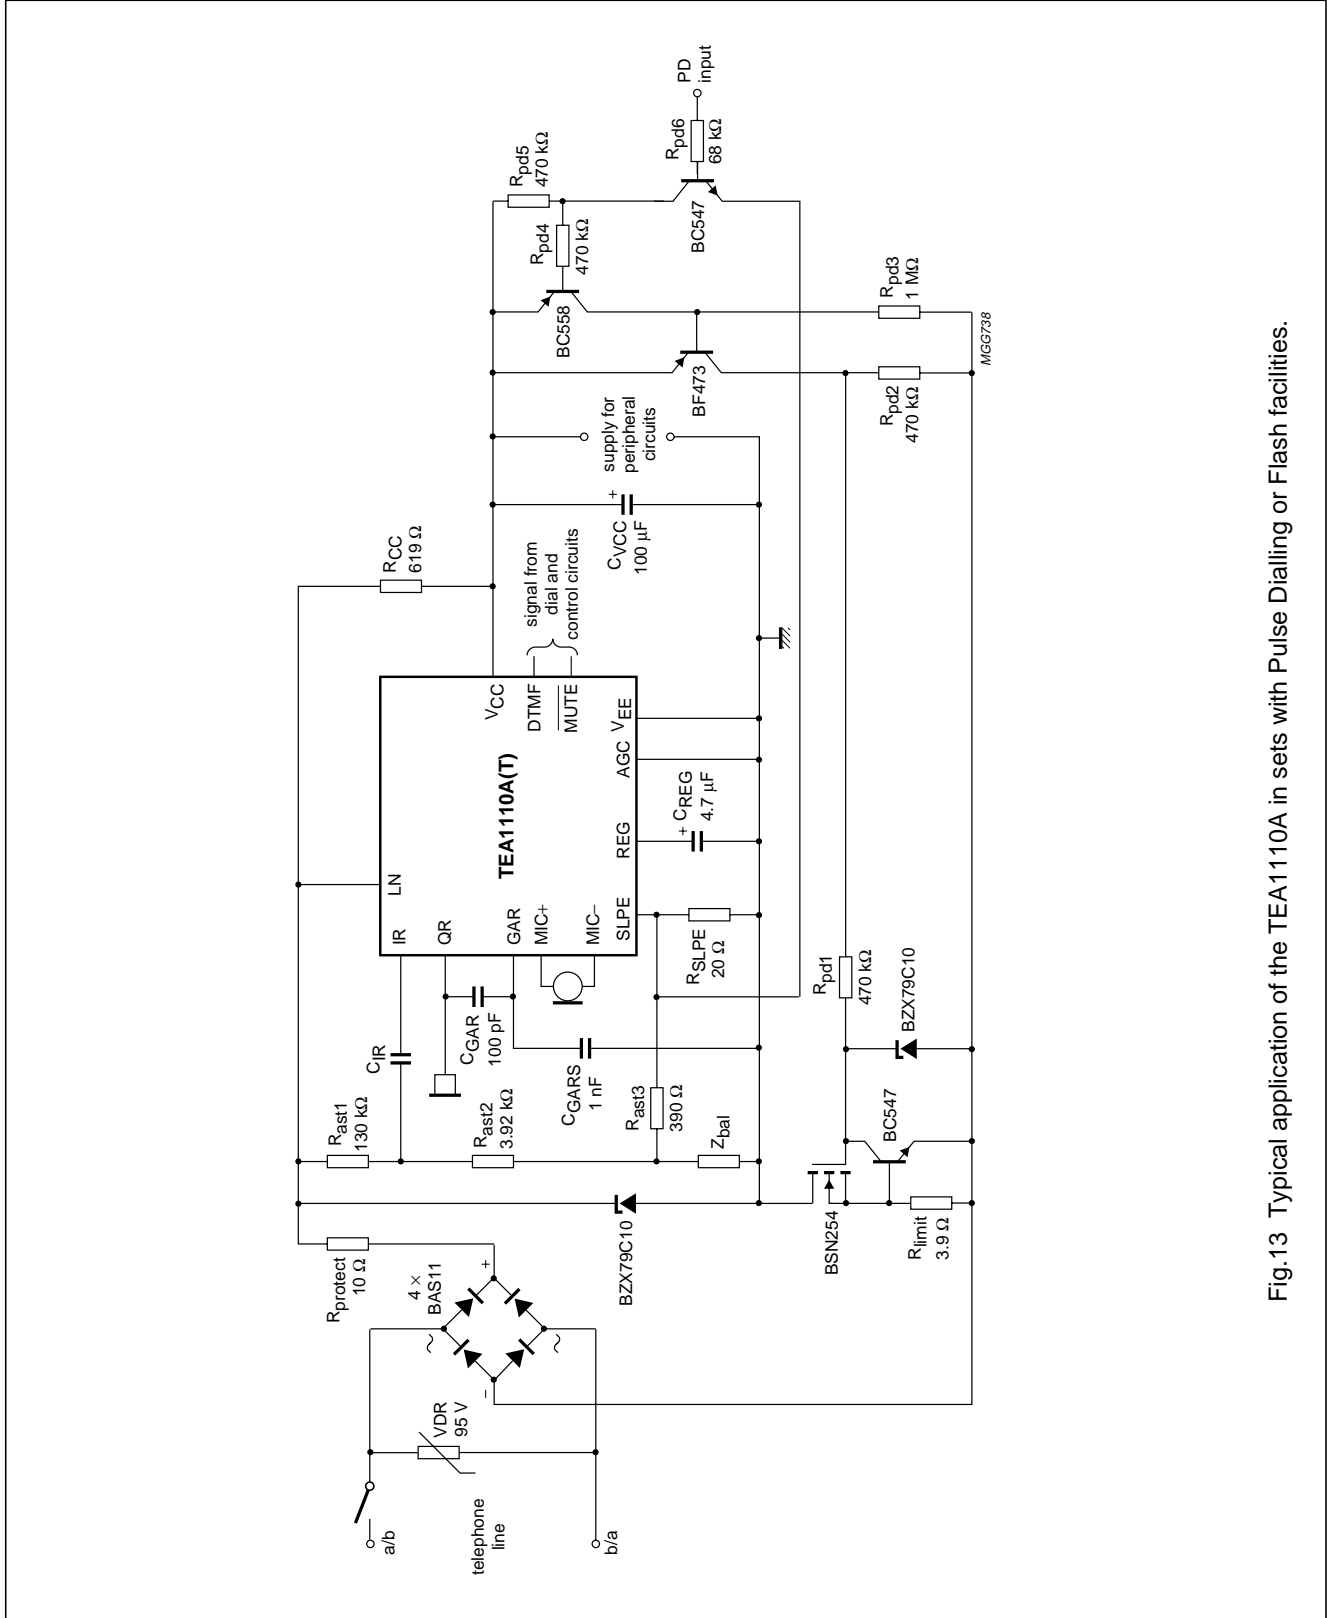 a/b
telephone
line
b/a
VDR
95 V
4 ×
BAS11
+
−
~
~
Rprotect
10 Ω
BZX79C10
Rast1
130 kΩ
Rast2
3.92 kΩ
Rast3
390 Ω
Zbal
CIR
CGAR
100 pF
CGARS
1 nF
BSN254
Rlimit
3.9 Ω
BC547
BZX79C10
Rpd1
470 kΩ
RSLPE
20 Ω
+ CREG
4.7 μF
LN
IR
QR
GAR
MIC+
MIC−
SLPE
REG
AGC
VEE
TEA1110A(T)
VCC
DTMF
MUTE
signal from
dial and
control circuits
RCC
619 Ω
+
CVCC
100 μF
supply for
peripheral
circuits
BF473
BC558
Rpd4
470 kΩ
Rpd5
470 kΩ
BC547
Rpd6
68 kΩ
PD
input
Rpd2
470 kΩ
Rpd3
1 MΩ
MGG738
Fig.13 Typical application of the TEA1110A in sets with Pulse Dialling or Flash facilities.